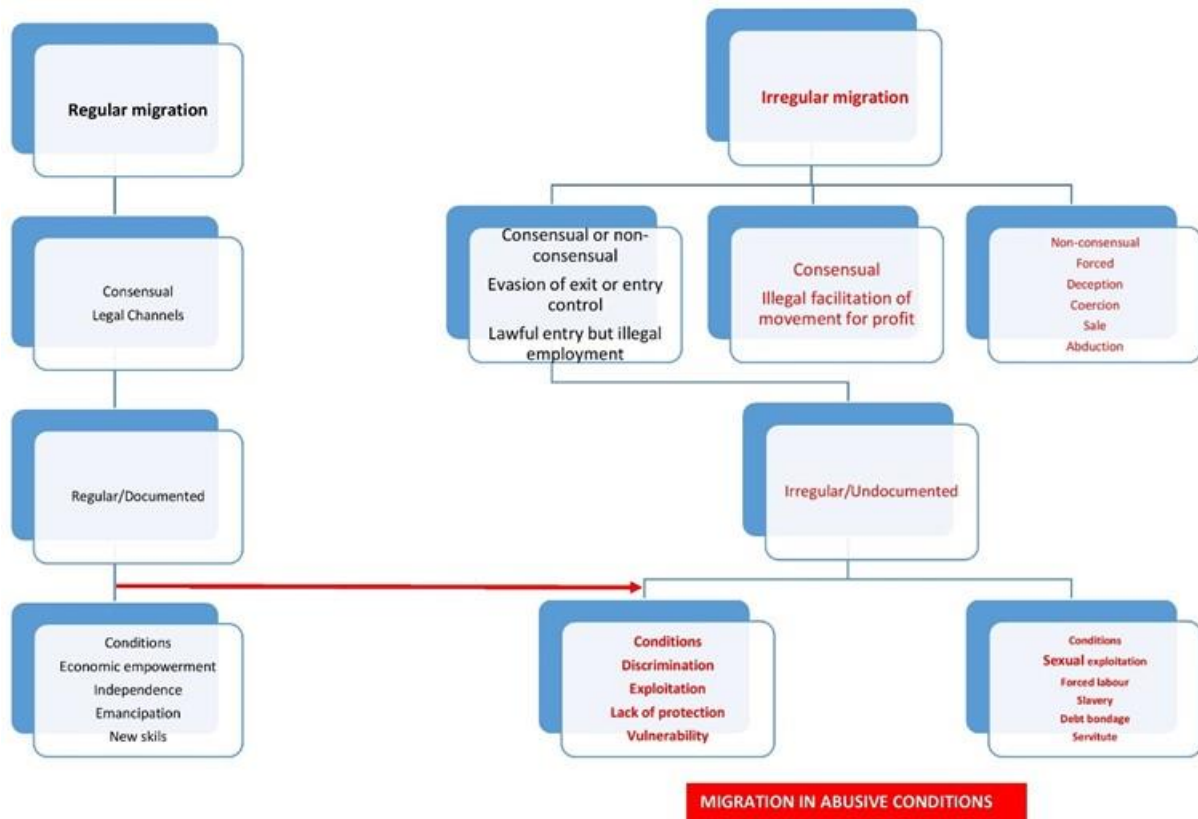 Regular migration
Consensual
Legal Channels
Regular/Documented
Conditions
Economic empowerment
Independence
Emancipation
New skils
Irregular migration
Consensual or non-
consensual
Evasion of exit or entry
control
Lawful entry but illegal
employment
Consensual
Illegal facilitation of
movement for profit
Non-consensual
Forced
Deception
Coercion
Sale
Abduction
Irregular/Undocumented
Conditions
Discrimination
Exploitation
Lack of protection
Vulnerability
Conditions
Sexual exploitation
Forced labour
Slavery
Debt bondage
Servitute
MIGRATION IN ABUSIVE CONDITIONS